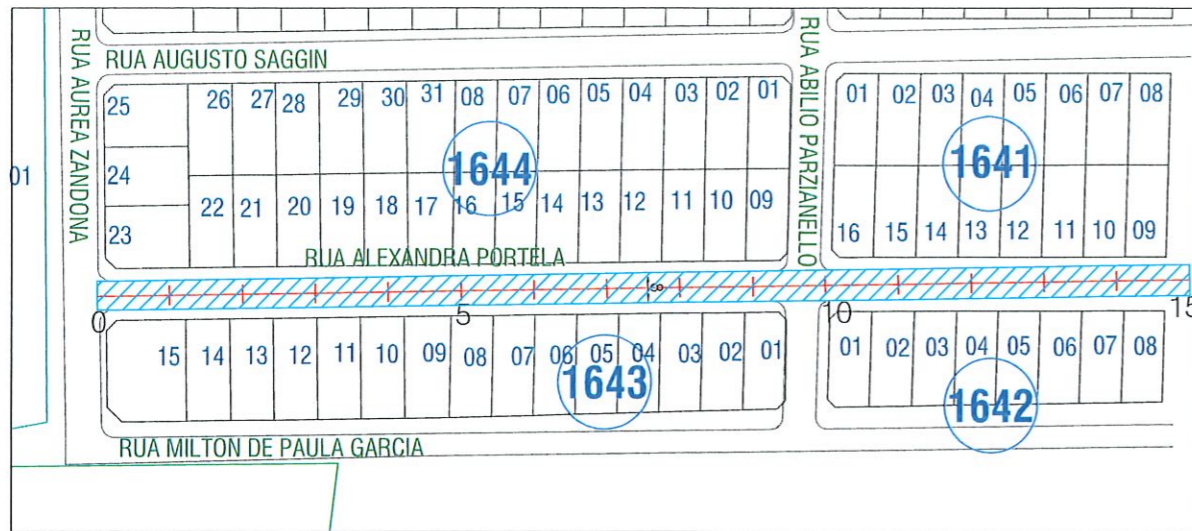 RUA AUGUSTO SAGGIN
RUA AUREA ZANDONA
RUA ABILIO PARZIANELLO
25 26 27 28 29 30 31 08 07 06 05 04 03 02 01
01 02 03 04 05 06 07 08
1644
1641
01
24
22 21 20 19 18 17 16 15 14 13 12 11 10 09
23
16 15 14 13 12 11 10 09
RUA ALEXANDRA PORTELA
0 5 10 15
15 14 13 12 11 10 09 08 07 06 05 04 03 02 01
01 02 03 04 05 06 07 08
1643
1642
RUA MILTON DE PAULA GARCIA